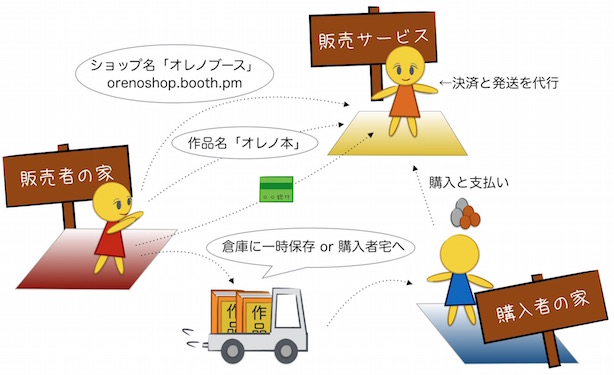 販売サービス
ショップ名「オレノブース」
orenoshop.booth.pm
←決済と発送を代行
作品名「オレノ本」
販売者の家
購入と支払い
倉庫に一時保存 or 購入者宅へ
作品
作品
購入者の家